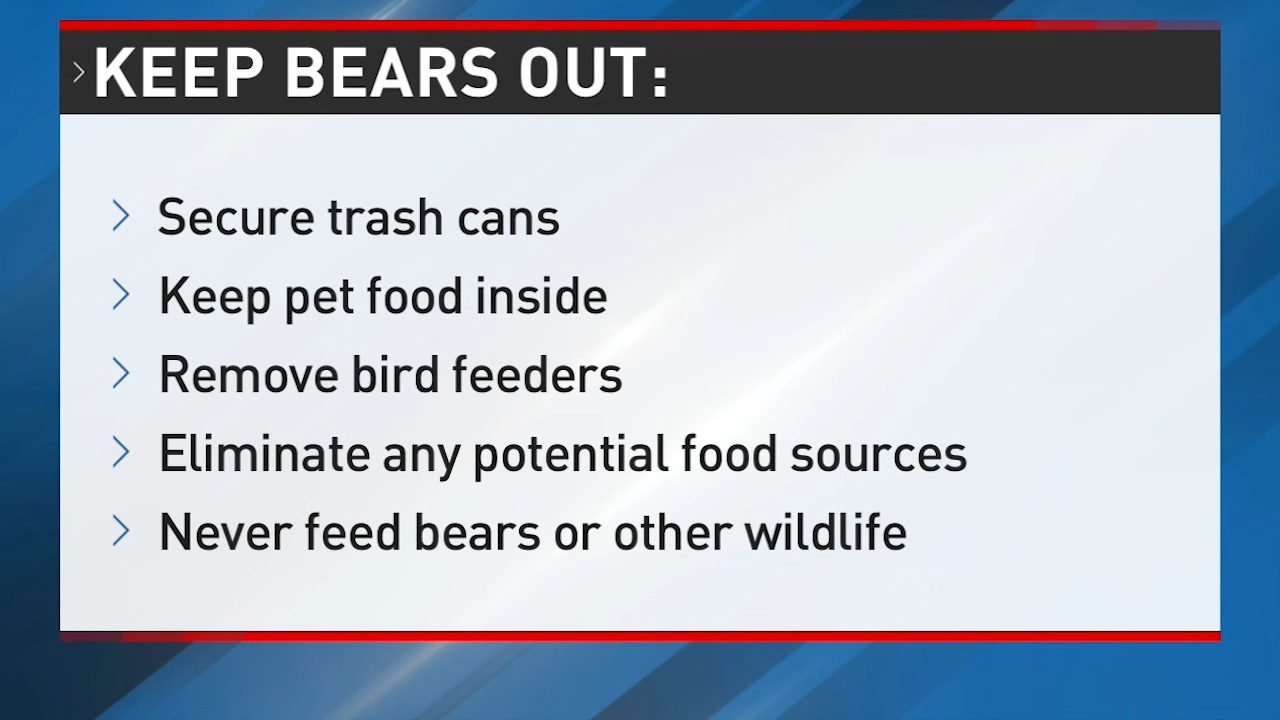 KEEP BEARS OUT:
Secure trash cans
Keep pet food inside
Remove bird feeders
Eliminate any potential food sources
Never feed bears or other wildlife